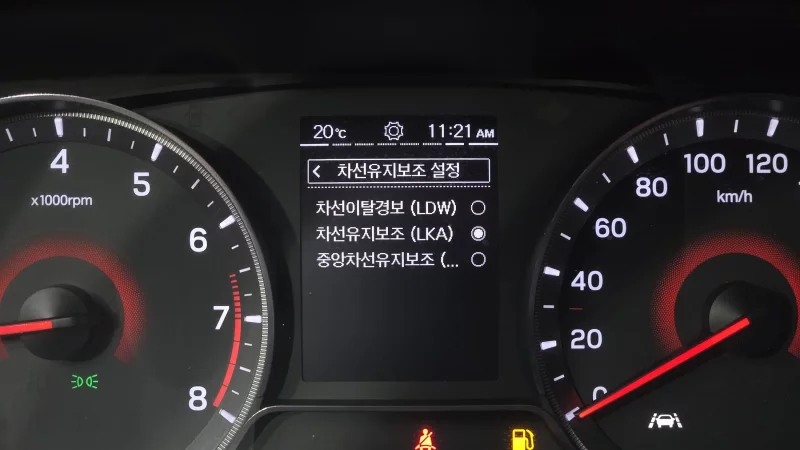 20℃ 11:21 AM
차선유지보조 설정
차선이탈경보 (LDW)
차선유지보조 (LKA)
중앙차선유지보조 (...
4
5
6
7
8
x1000rpm
0
20
40
60
80
100
120
km/h